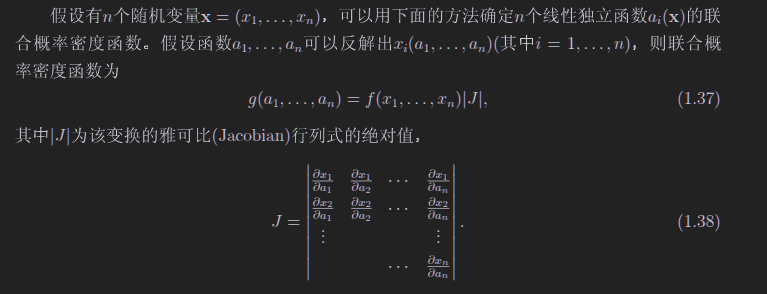 假设有n个随机变量x = (x₁, . . . , xₙ)，可以用下面的方法确定n个线性独立函数aᵢ(x)的联
合概率密度函数。假设函数a₁, . . . , aₙ可以反解出xᵢ(a₁, . . . , aₙ)(其中i = 1, . . . , n)，则联合概
率密度函数为
g(a₁, . . . , aₙ) = f(x₁, . . . , xₙ)|J|, (1.37)
其中|J|为该变换的雅可比(Jacobian)行列式的绝对值，
J = | ∂x₁/∂a₁ ∂x₁/∂a₂ ⋯ ∂x₁/∂aₙ |
| ∂x₂/∂a₁ ∂x₂/∂a₂ ⋯ ∂x₂/∂aₙ |
| ⋮ ⋮ |
| ⋯ ∂xₙ/∂aₙ | . (1.38)